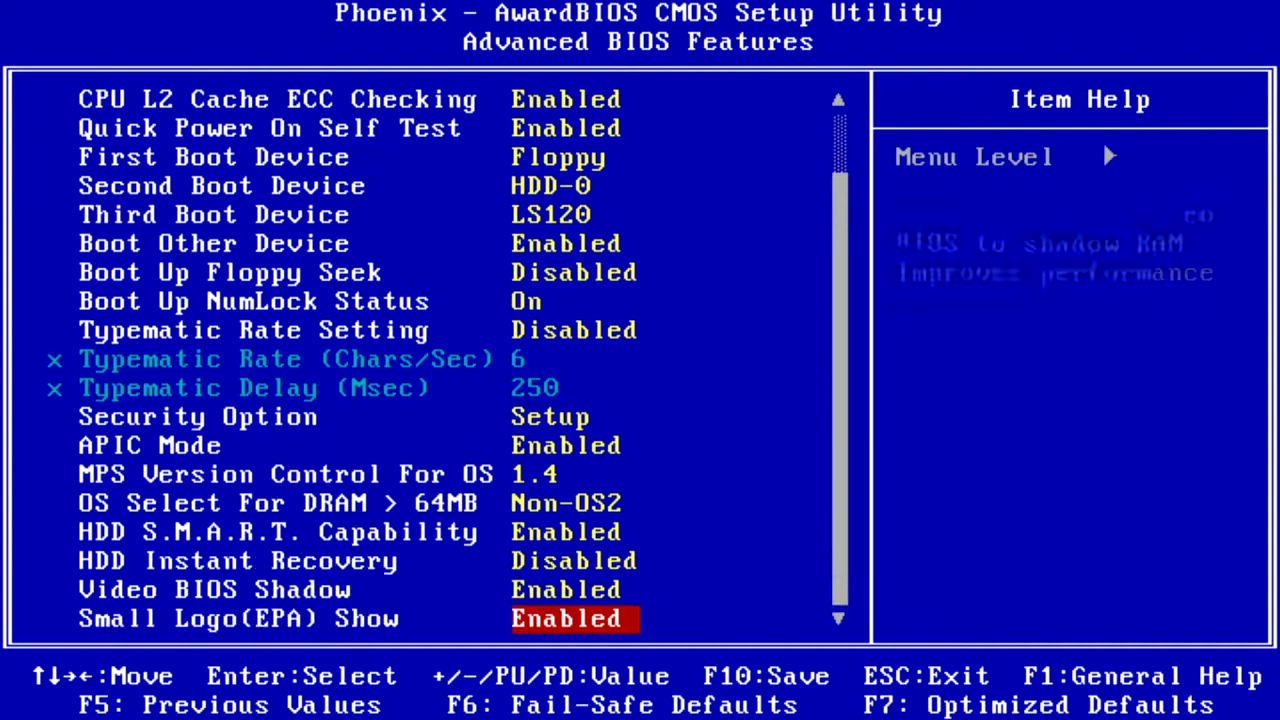 Phoenix - AwardBIOS CMOS Setup Utility
Advanced BIOS Features
CPU L2 Cache ECC Checking Enabled
Quick Power On Self Test Enabled
First Boot Device Floppy
Second Boot Device HDD-0
Third Boot Device LS120
Boot Other Device Enabled
Boot Up Floppy Seek Disabled
Boot Up NumLock Status On
Typematic Rate Setting Disabled
x Typematic Rate (Chars/Sec) 6
x Typematic Delay (Msec) 250
Security Option Setup
APIC Mode Enabled
MPS Version Control For OS 1.4
OS Select For DRAM > 64MB Non-OS2
HDD S.M.A.R.T. Capability Enabled
HDD Instant Recovery Disabled
Video BIOS Shadow Enabled
Small Logo(EPA) Show Enabled
Item Help
Menu Level ▶
BIOS to shadow RAM
Improves performance
↑↓→←:Move Enter:Select +/-/PU/PD:Value F10:Save ESC:Exit F1:General Help
F5: Previous Values F6: Fail-Safe Defaults F7: Optimized Defaults